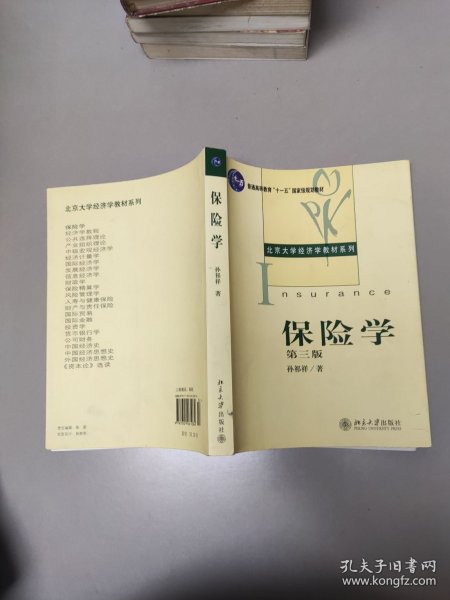 北京大学经济学教材系列
保险学
经济学教程
公共选择理论
产业组织理论
中级宏观经济学
经济计量学
国际经济学
发展经济学
信息经济学
财政学
保险精算学
风险管理学
人寿与健康保险
财产与责任保险
国际贸易
国际金融
投资学
货币银行学
公司财务
中国经济史
中国经济思想史
外国经济思想史
《资本论》选读
保险学
孙祁祥 著
北京大学出版社
普通高等教育“十一五”国家级规划教材
北京大学经济学教材系列
Insurance
保险学
第三版
孙祁祥/著
北京大学出版社
孔夫子旧书网
www.kongfz.com